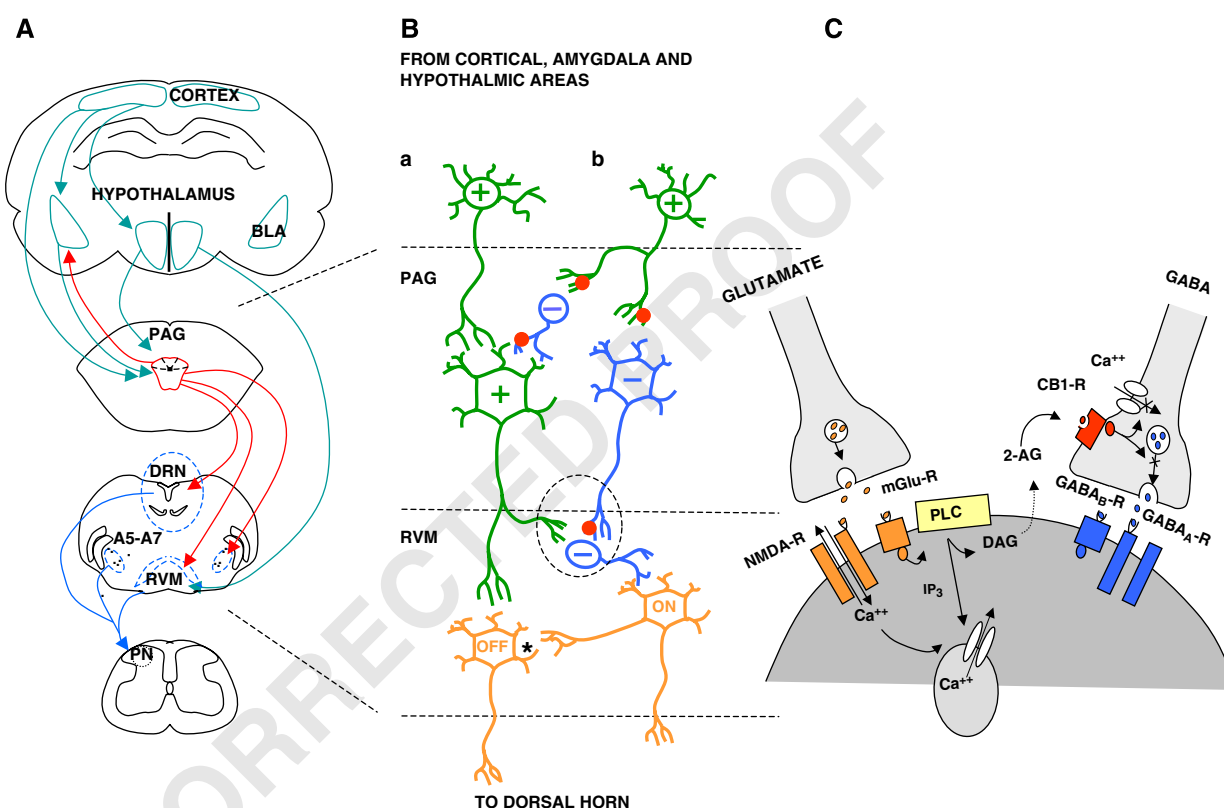 A
CORTEX
HYPOTHALAMUS
BLA
PAG
DRN
A5-A7
RVM
PN
B
FROM CORTICAL, AMYGDALA AND
HYPOTHALMIC AREAS
a
b
+
+
PAG
−
+
−
RVM
−
ON
OFF
*
TO DORSAL HORN
C
GLUTAMATE
GABA
Ca++
CB1-R
2-AG
mGlu-R
GABAB-R
PLC
GABAA-R
NMDA-R
DAG
IP3
Ca++
Ca++
ORRECTED PROOF